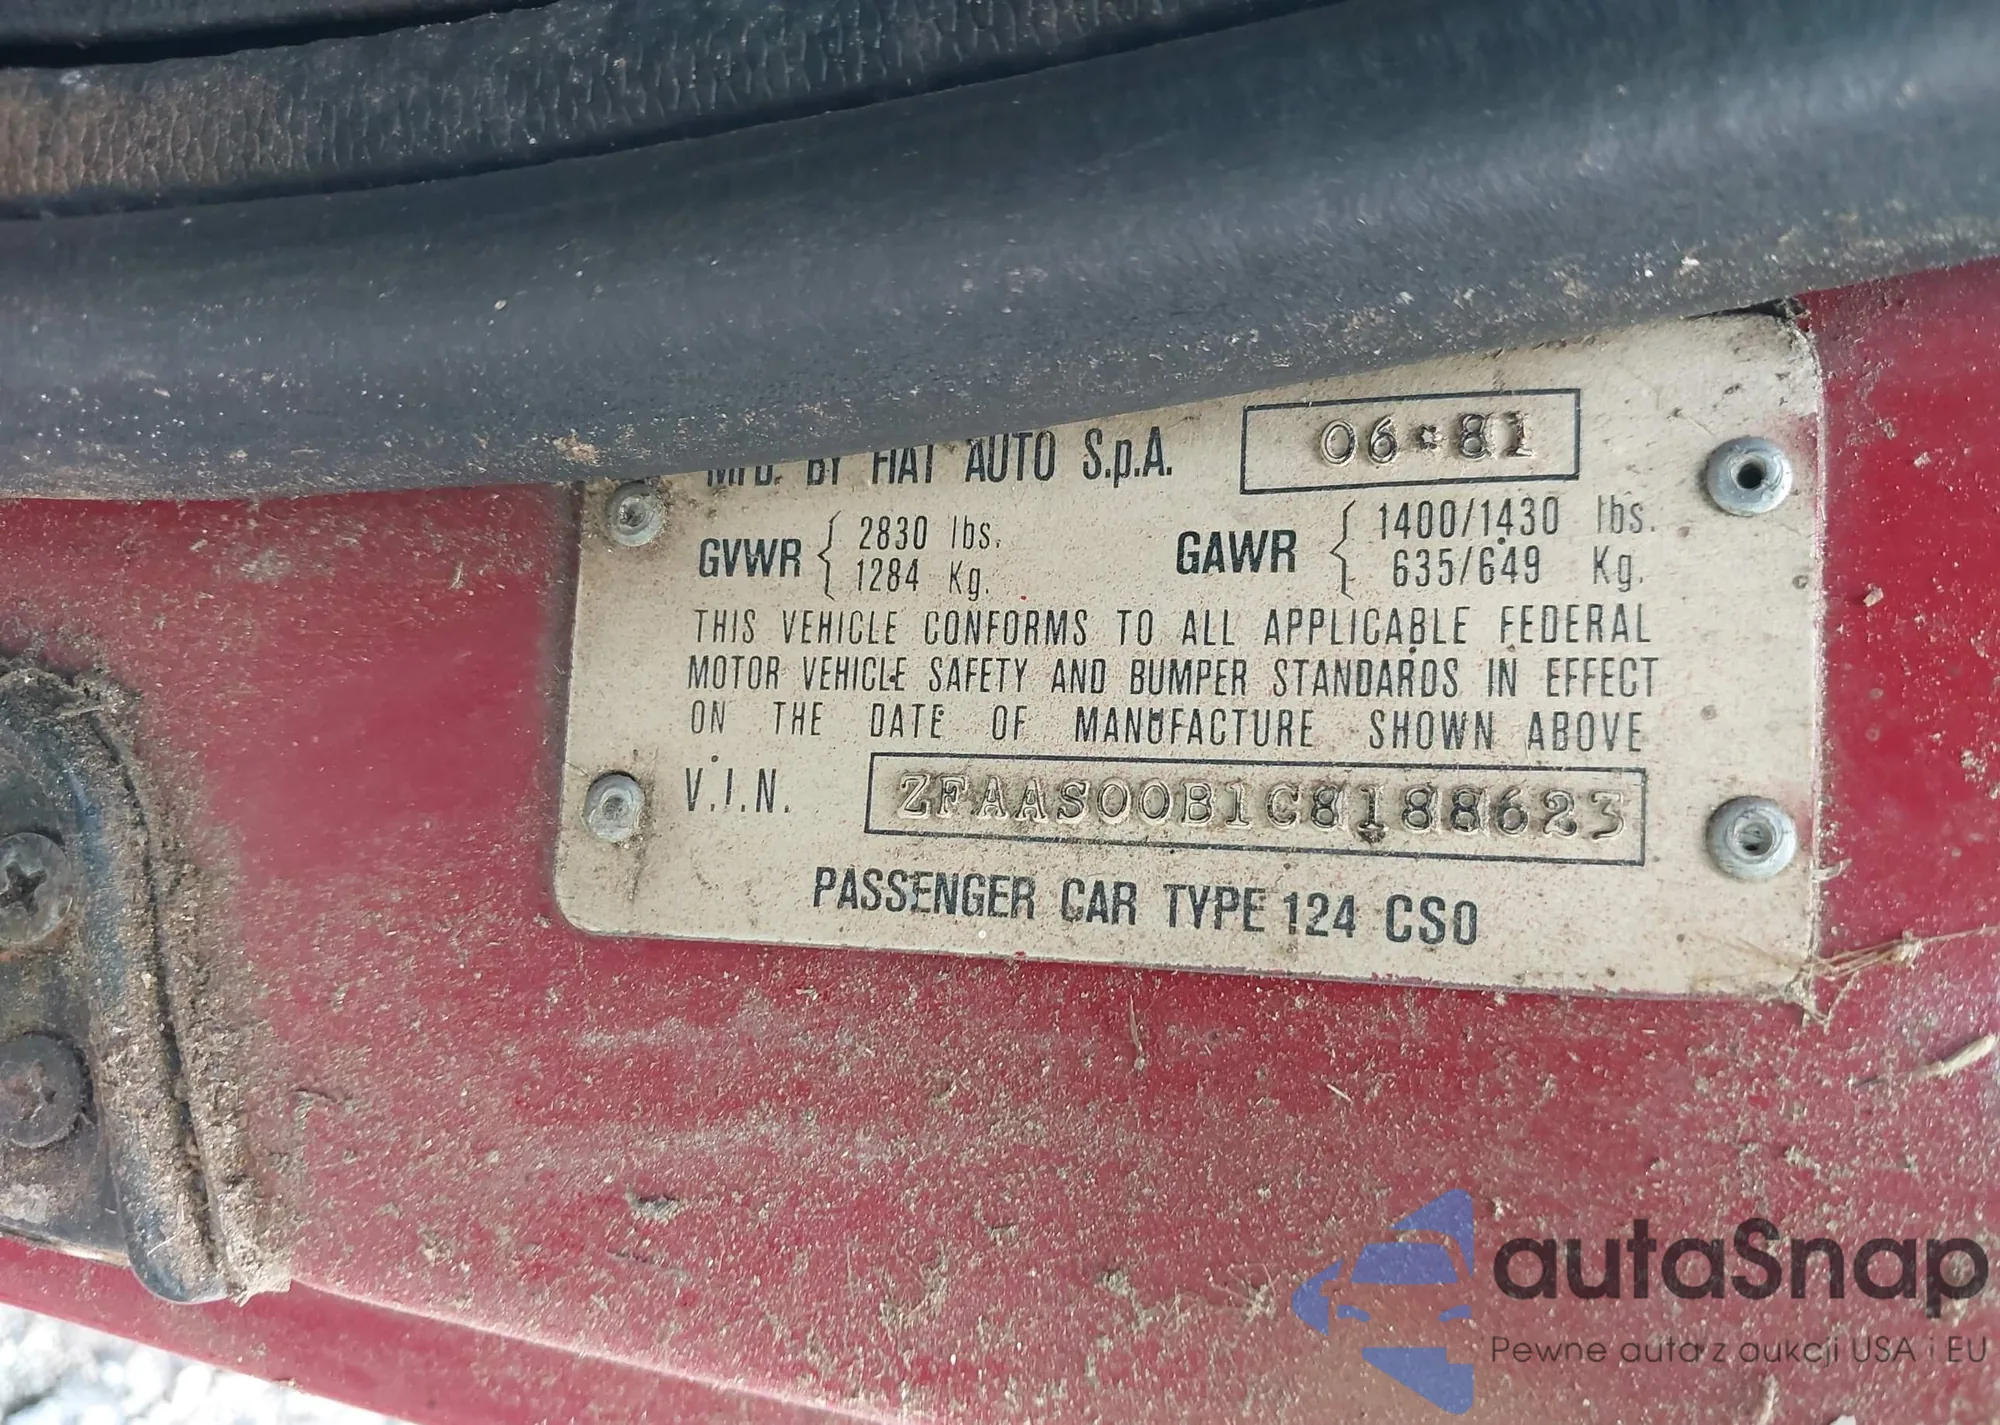 MFD. BY FIAT AUTO S.p.A. 06*81
GVWR { 2830 lbs. 1284 Kg. GAWR { 1400/1430 lbs. 635/649 Kg.
THIS VEHICLE CONFORMS TO ALL APPLICABLE FEDERAL
MOTOR VEHICLE SAFETY AND BUMPER STANDARDS IN EFFECT
ON THE DATE OF MANUFACTURE SHOWN ABOVE
V.I.N. ZFAAS00B1C8188623
PASSENGER CAR TYPE 124 CS0
autaSnap
Pewne auta z aukcji USA i EU